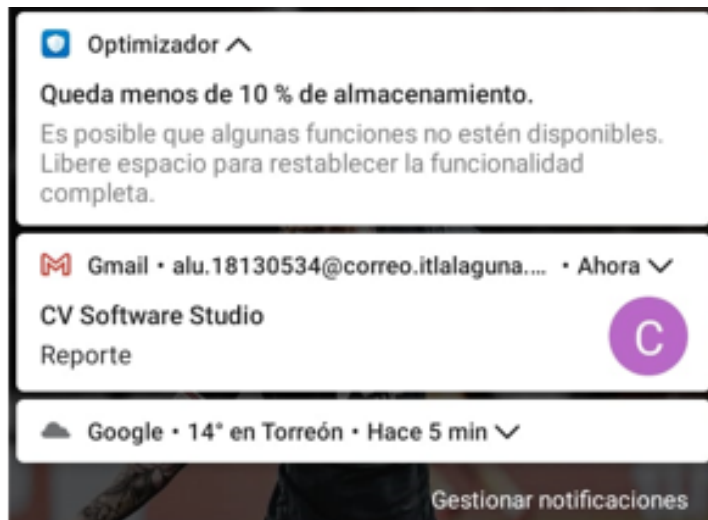 Optimizador
Queda menos de 10 % de almacenamiento.
Es posible que algunas funciones no estén disponibles.
Libere espacio para restablecer la funcionalidad
completa.
Gmail • alu.18130534@correo.itlalaguna.... • Ahora
CV Software Studio
C
Reporte
Google • 14° en Torreón • Hace 5 min
Gestionar notificaciones